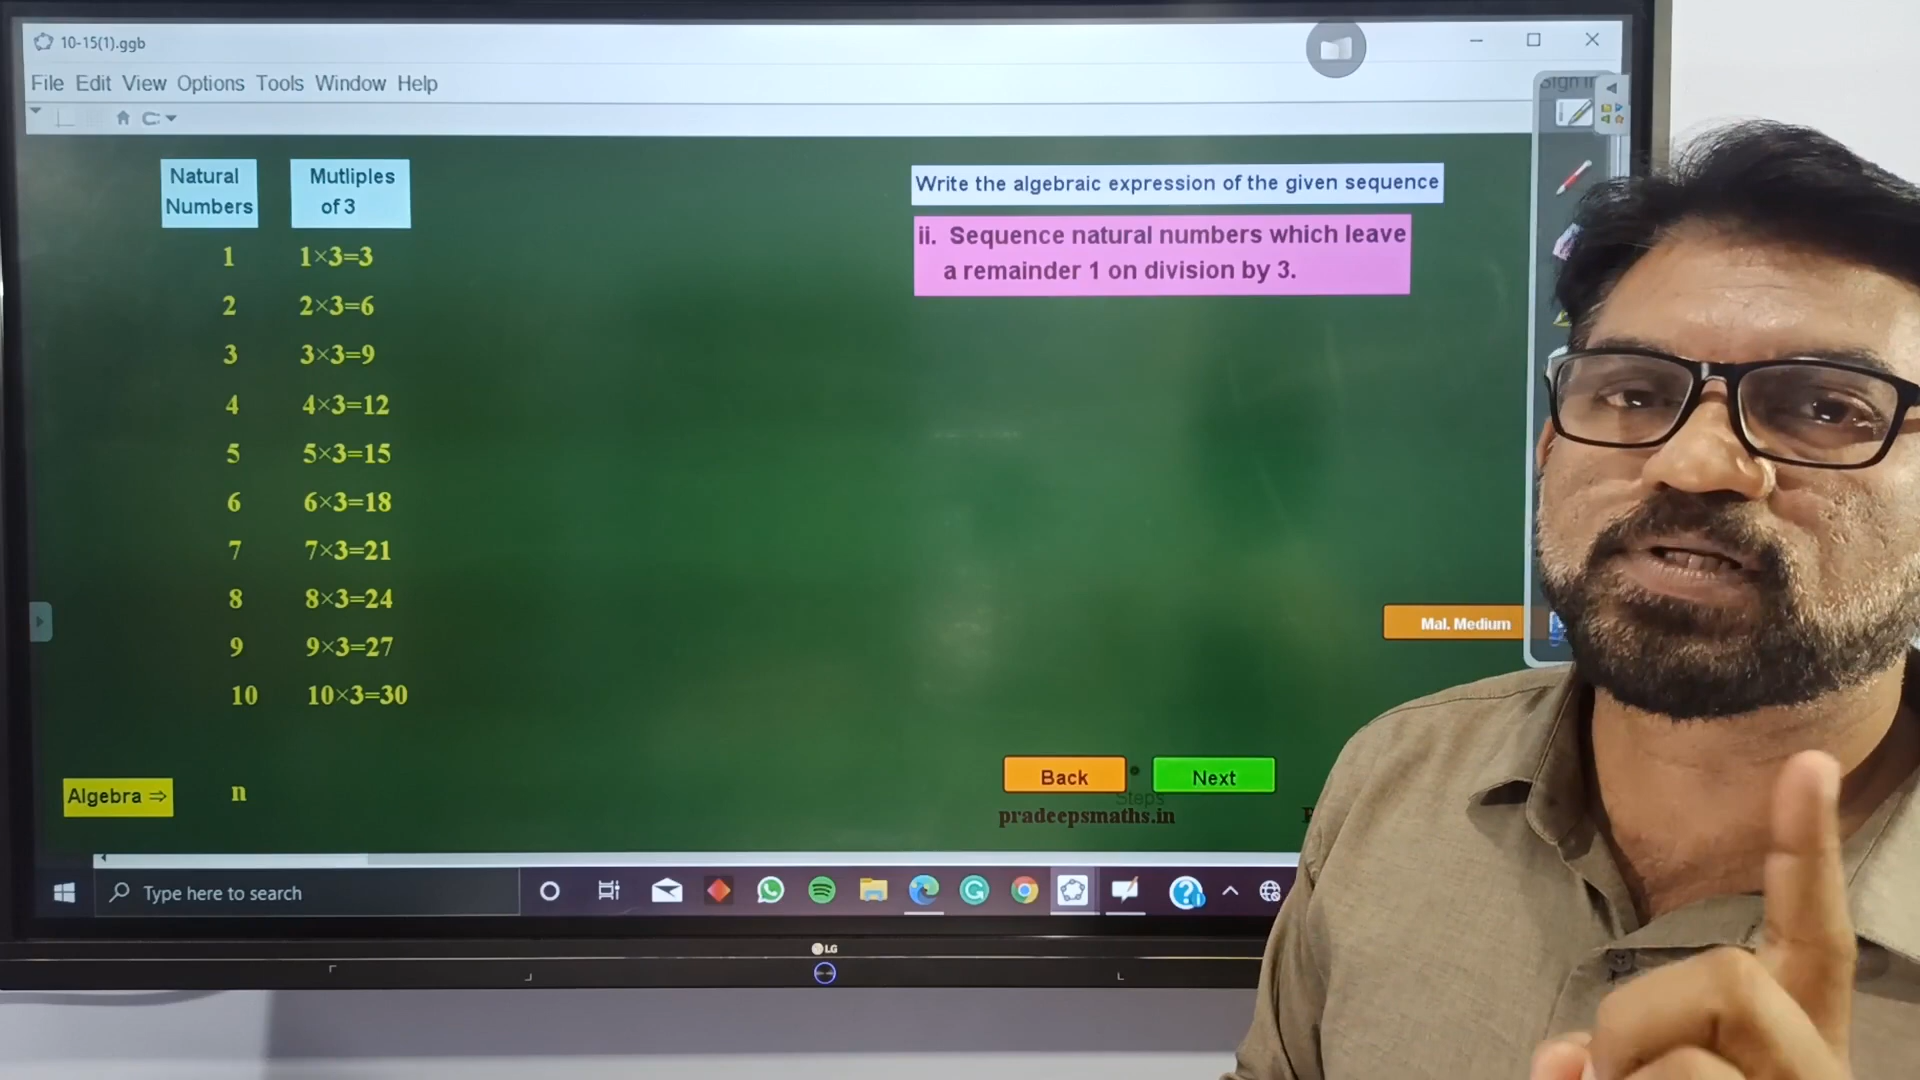 10-15(1).ggb
File Edit View Options Tools Window Help
Natural
Numbers
Mutliples
of 3
Write the algebraic expression of the given sequence
ii. Sequence natural numbers which leave
a remainder 1 on division by 3.
1 1×3=3
2 2×3=6
3 3×3=9
4 4×3=12
5 5×3=15
6 6×3=18
7 7×3=21
8 8×3=24
9 9×3=27
10 10×3=30
Mal. Medium
Back
Next
Steps
Algebra ⇒ n
pradeepsmaths.in
Type here to search
LG